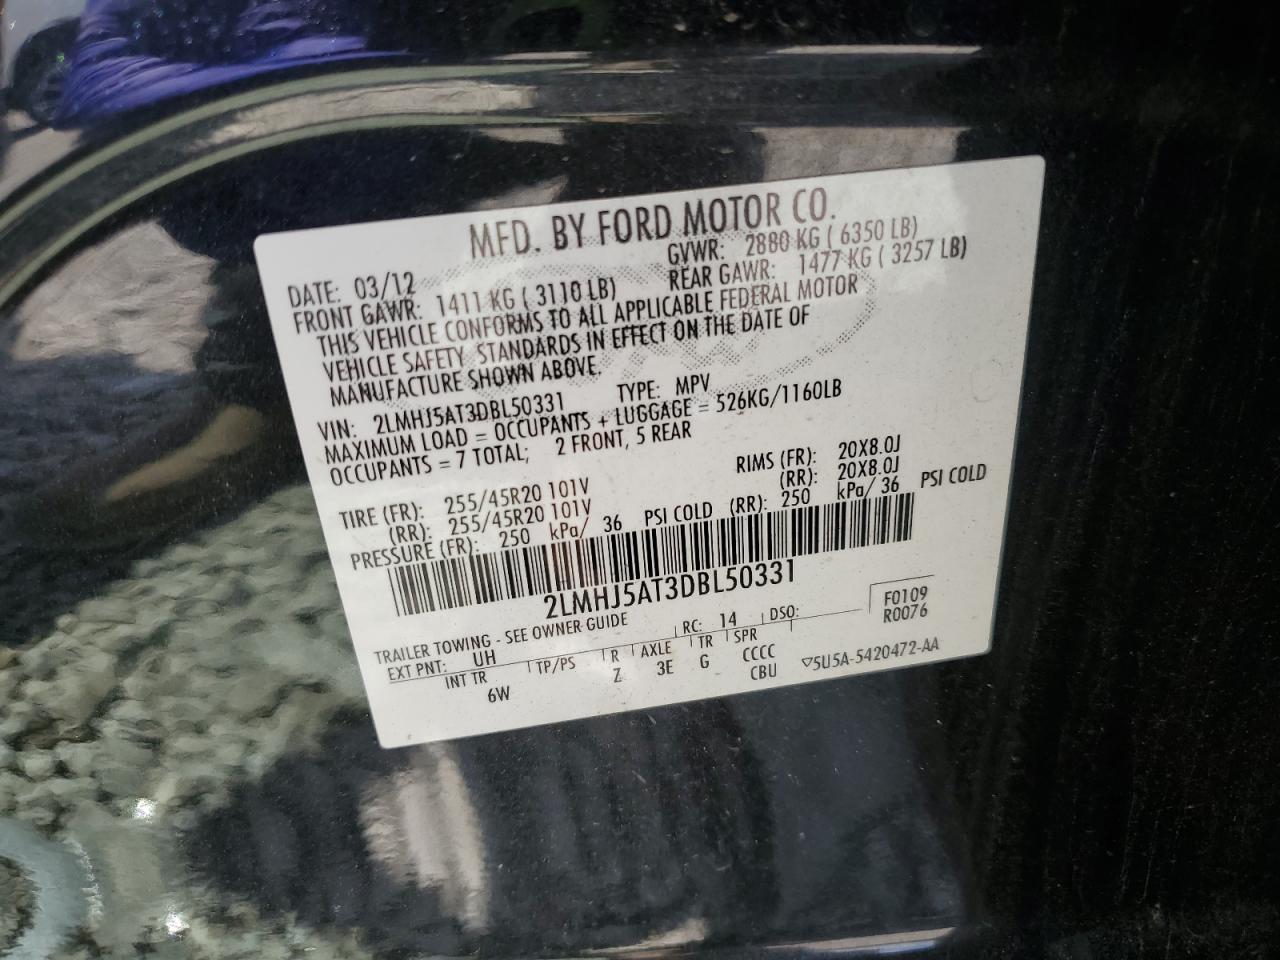 MFD. BY FORD MOTOR CO.
DATE: 03/12 GVWR: 2880 KG ( 6350 LB)
FRONT GAWR: 1411 KG ( 3110 LB) REAR GAWR: 1477 KG ( 3257 LB)
THIS VEHICLE CONFORMS TO ALL APPLICABLE FEDERAL MOTOR
VEHICLE SAFETY STANDARDS IN EFFECT ON THE DATE OF
MANUFACTURE SHOWN ABOVE.
VIN: 2LMHJ5AT3DBL50331 TYPE: MPV
MAXIMUM LOAD = OCCUPANTS + LUGGAGE = 526KG/1160LB
OCCUPANTS = 7 TOTAL; 2 FRONT, 5 REAR
TIRE (FR): 255/45R20 101V RIMS (FR): 20X8.0J
(RR): 255/45R20 101V (RR): 20X8.0J
PRESSURE (FR): 250 kPa/ 36 PSI COLD (RR): 250 kPa/ 36 PSI COLD
2LMHJ5AT3DBL50331
TRAILER TOWING - SEE OWNER GUIDE F0109
EXT PNT: UH RC: 14 DSO: R0076
INT TR TP/PS R AXLE TR SPR
6W Z 3E G CCCC
CBU ▽5U5A-5420472-AA